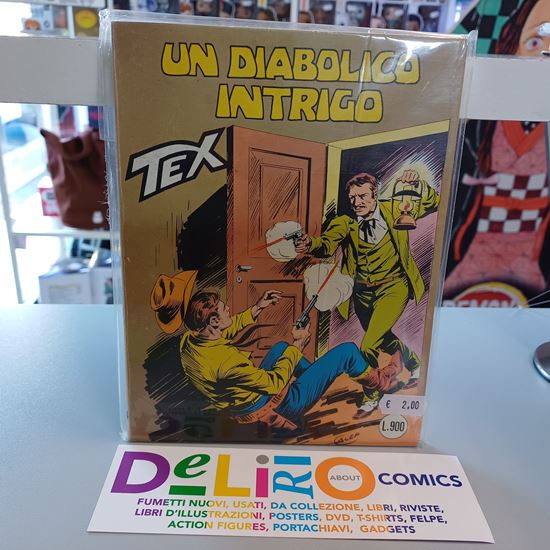 UN DIABOLICO
INTRIGO
TEX
€ 2,00
L.900
DeLiRiO
ABOUT
COMICS
FUMETTI NUOVI, USATI, DA COLLEZIONE, LIBRI, RIVISTE,
LIBRI D'ILLUSTRAZIONI, POSTERS, DVD, T-SHIRTS, FELPE,
ACTION FIGURES, PORTACHIAVI, GADGETS